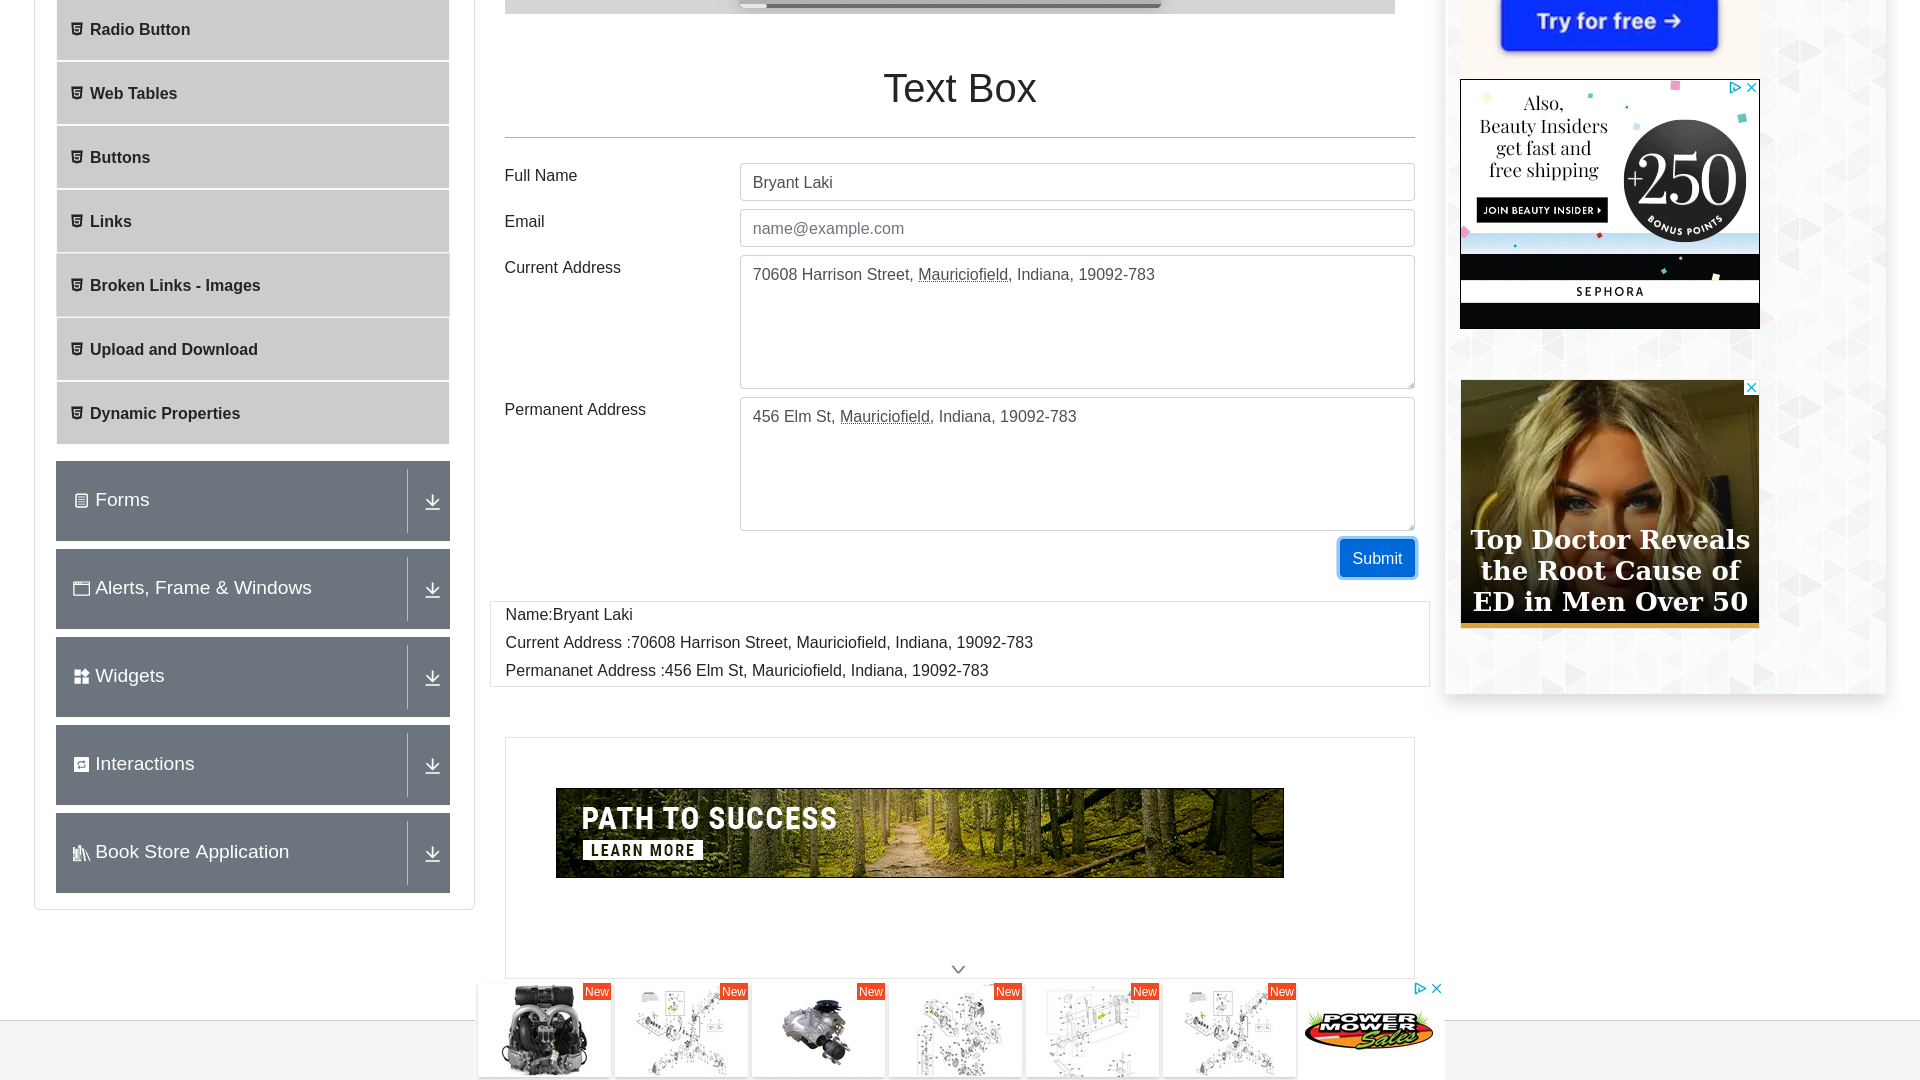 Radio Button
Web Tables
Buttons
Links
Broken Links - Images
Upload and Download
Dynamic Properties
Forms
Alerts, Frame & Windows
Widgets
Interactions
Book Store Application
Text Box
Full Name
Bryant Laki
Email
name@example.com
Current Address
70608 Harrison Street, Mauriciofield, Indiana, 19092-783
Permanent Address
456 Elm St, Mauriciofield, Indiana, 19092-783
Submit
Name:Bryant Laki
Current Address :70608 Harrison Street, Mauriciofield, Indiana, 19092-783
Permananet Address :456 Elm St, Mauriciofield, Indiana, 19092-783
PATH TO SUCCESS
LEARN MORE
Try for free →
Also,
Beauty Insiders
get fast and
free shipping
JOIN BEAUTY INSIDER
+250
BONUS POINTS
SEPHORA
Top Doctor Reveals
the Root Cause of
ED in Men Over 50
New
New
New
New
New
New
POWER
MOWER
Sales